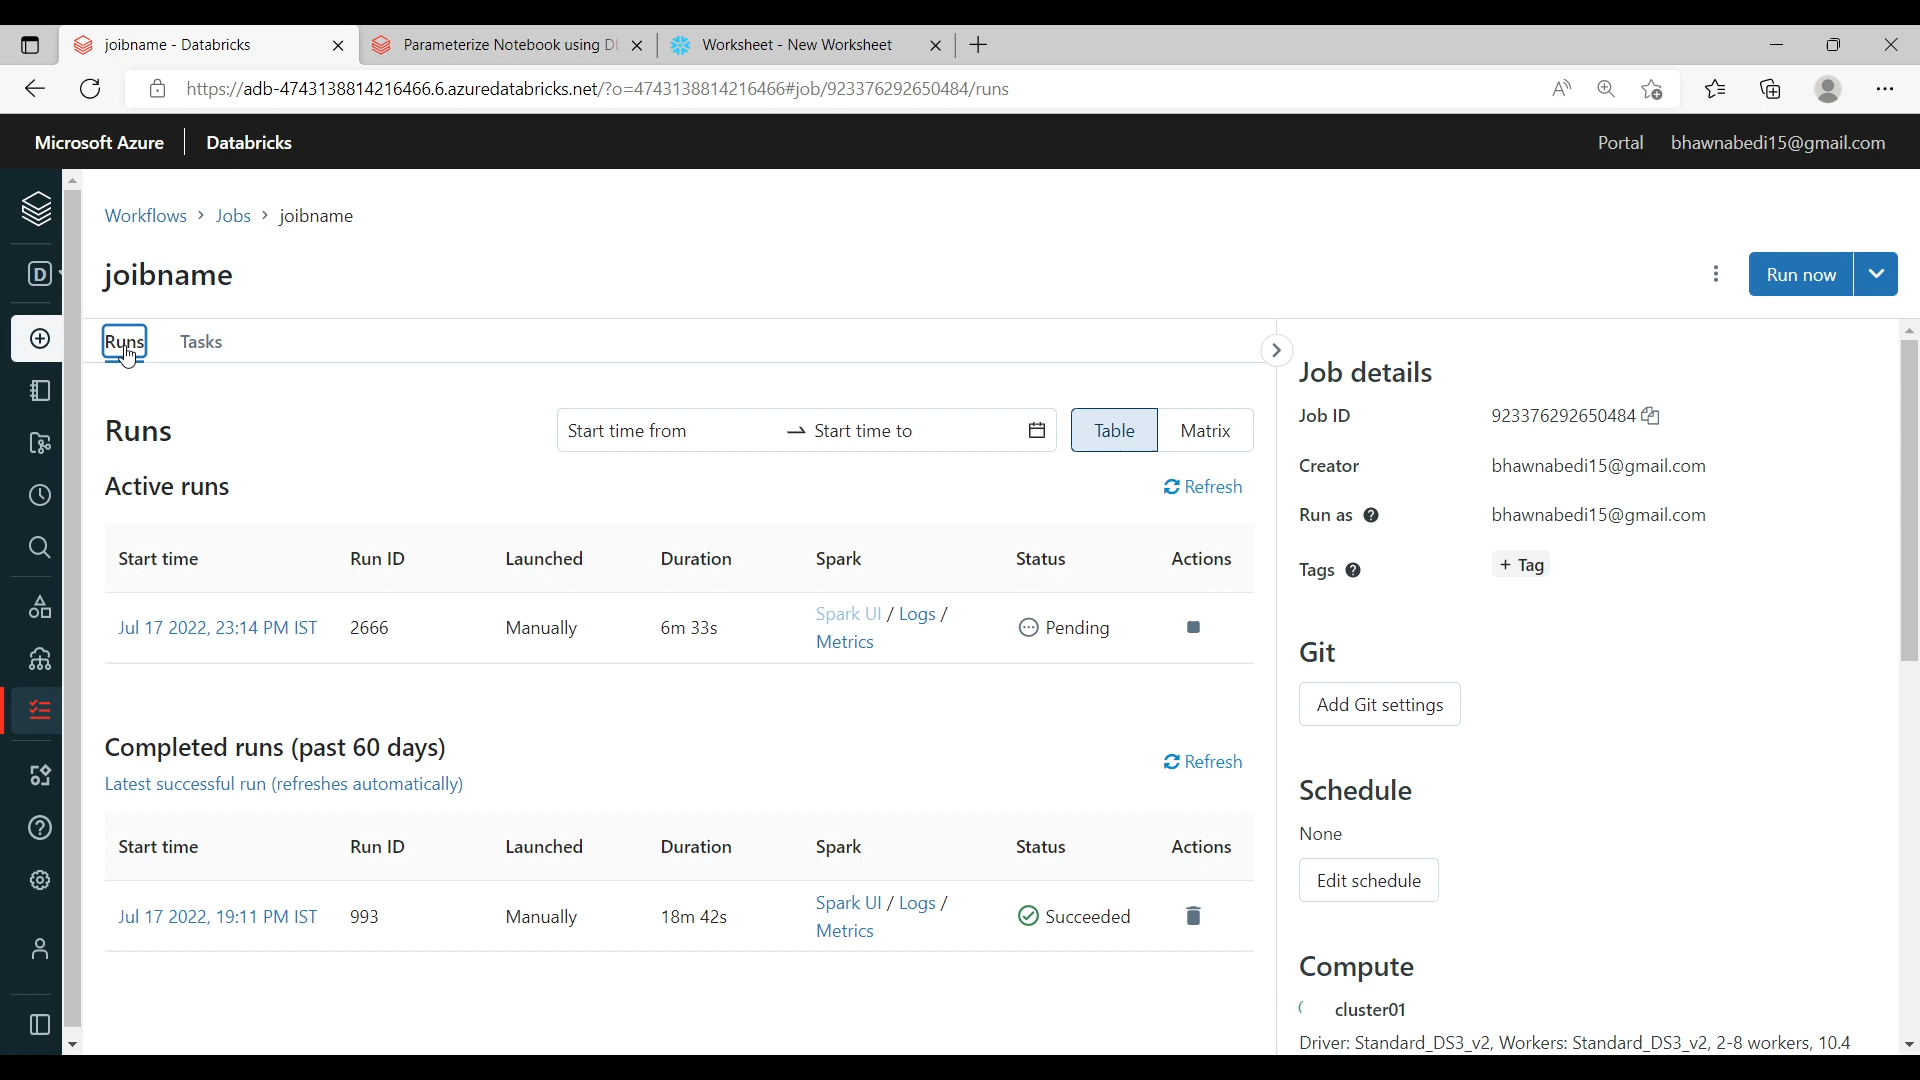 joibname - Databricks
Parameterize Notebook using D
Worksheet - New Worksheet
https://adb-4743138814216466.6.azuredatabricks.net/?o=4743138814216466#job/923376292650484/runs
Microsoft Azure
Databricks
Portal
bhawnabedi15@gmail.com
D
Workflows > Jobs > joibname
joibname
Run now
Runs
Tasks
Runs
Start time from
Start time to
Table
Matrix
Active runs
Refresh
Start time Run ID Launched Duration Spark Status Actions
Jul 17 2022, 23:14 PM IST 2666 Manually 6m 33s Spark UI / Logs / Pending
Metrics
Completed runs (past 60 days)
Latest successful run (refreshes automatically)
Refresh
Start time Run ID Launched Duration Spark Status Actions
Jul 17 2022, 19:11 PM IST 993 Manually 18m 42s Spark UI / Logs / Succeeded
Metrics
Job details
Job ID 923376292650484
Creator bhawnabedi15@gmail.com
Run as bhawnabedi15@gmail.com
Tags + Tag
Git
Add Git settings
Schedule
None
Edit schedule
Compute
cluster01
Driver: Standard_DS3_v2, Workers: Standard_DS3_v2, 2-8 workers, 10.4